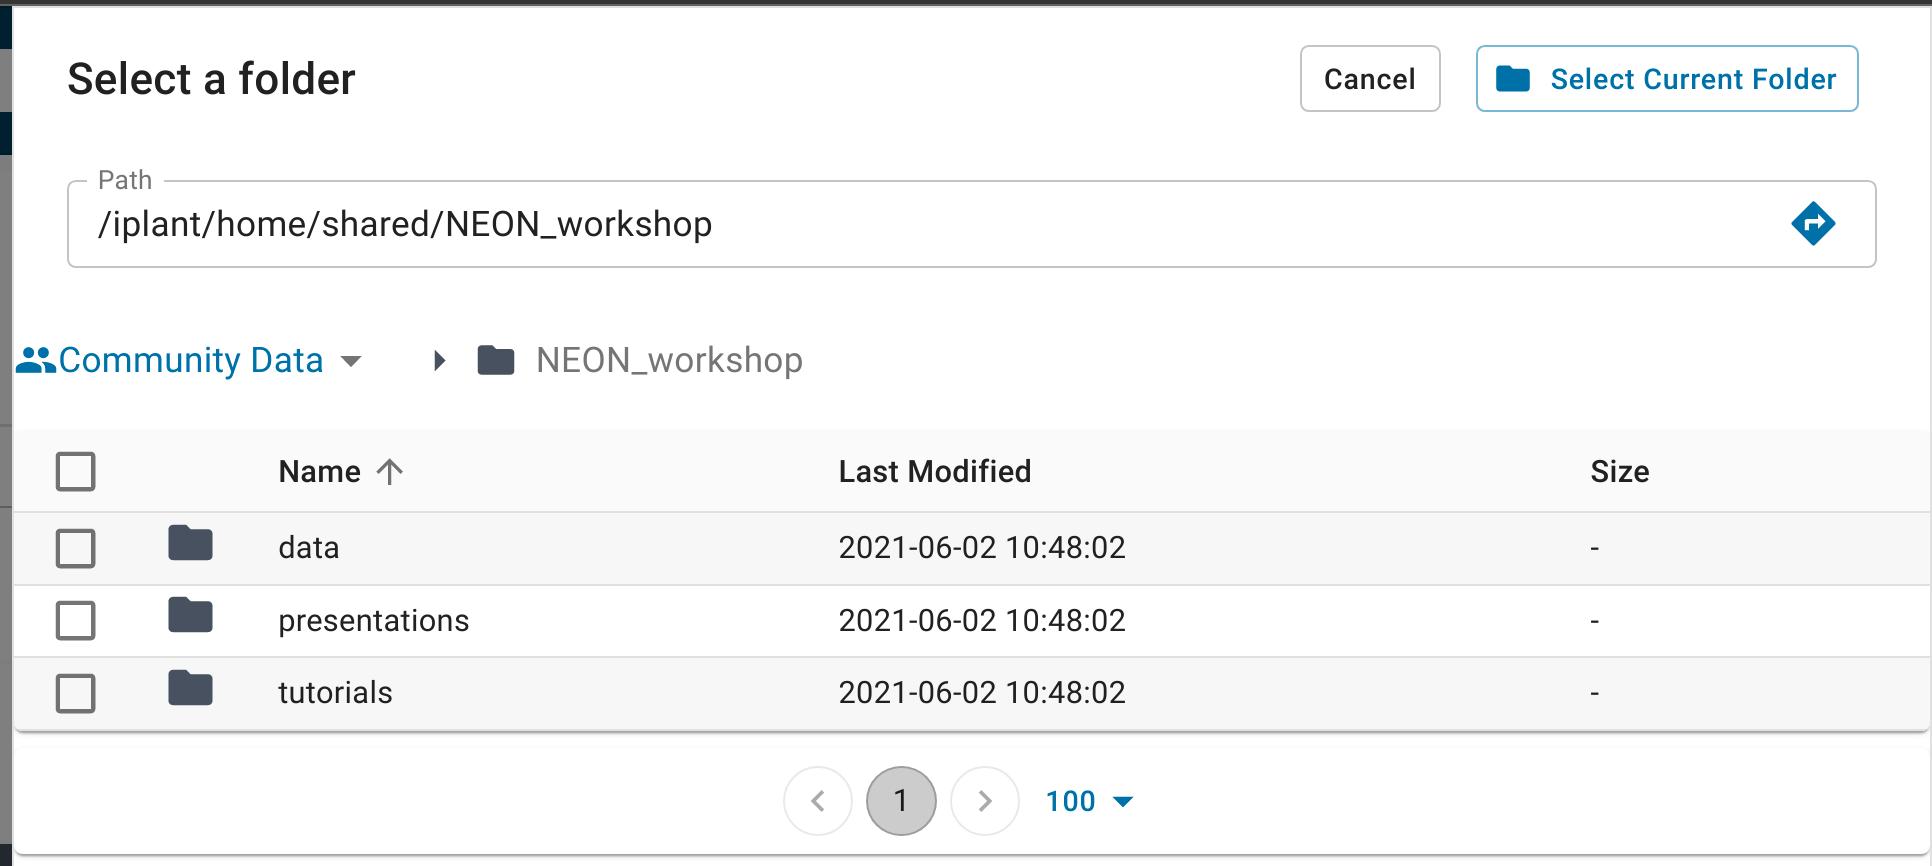 Select a folder
Cancel
Select Current Folder
Path
/iplant/home/shared/NEON_workshop
Community Data
NEON_workshop
Name Last Modified Size
data 2021-06-02 10:48:02 -
presentations 2021-06-02 10:48:02 -
tutorials 2021-06-02 10:48:02 -
1 100